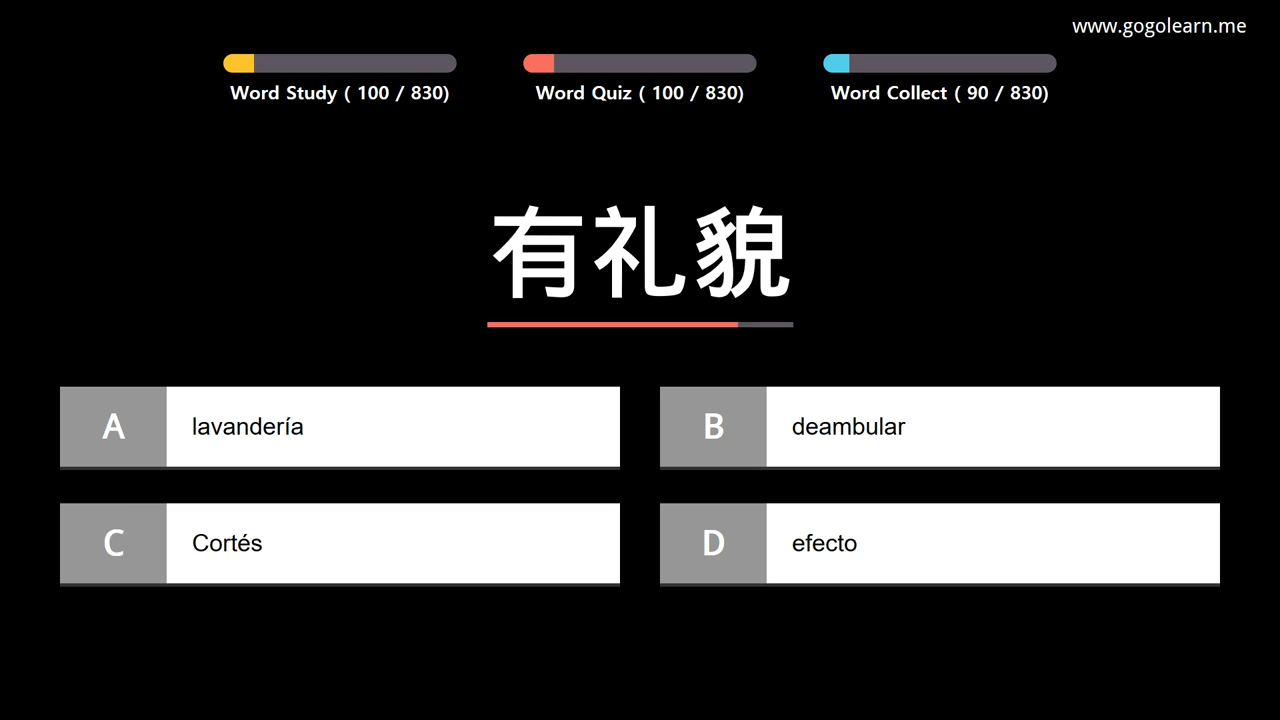 www.gogolearn.me
Word Study ( 100 / 830)
Word Quiz ( 100 / 830)
Word Collect ( 90 / 830)
有礼貌
A lavandería
B deambular
C Cortés
D efecto